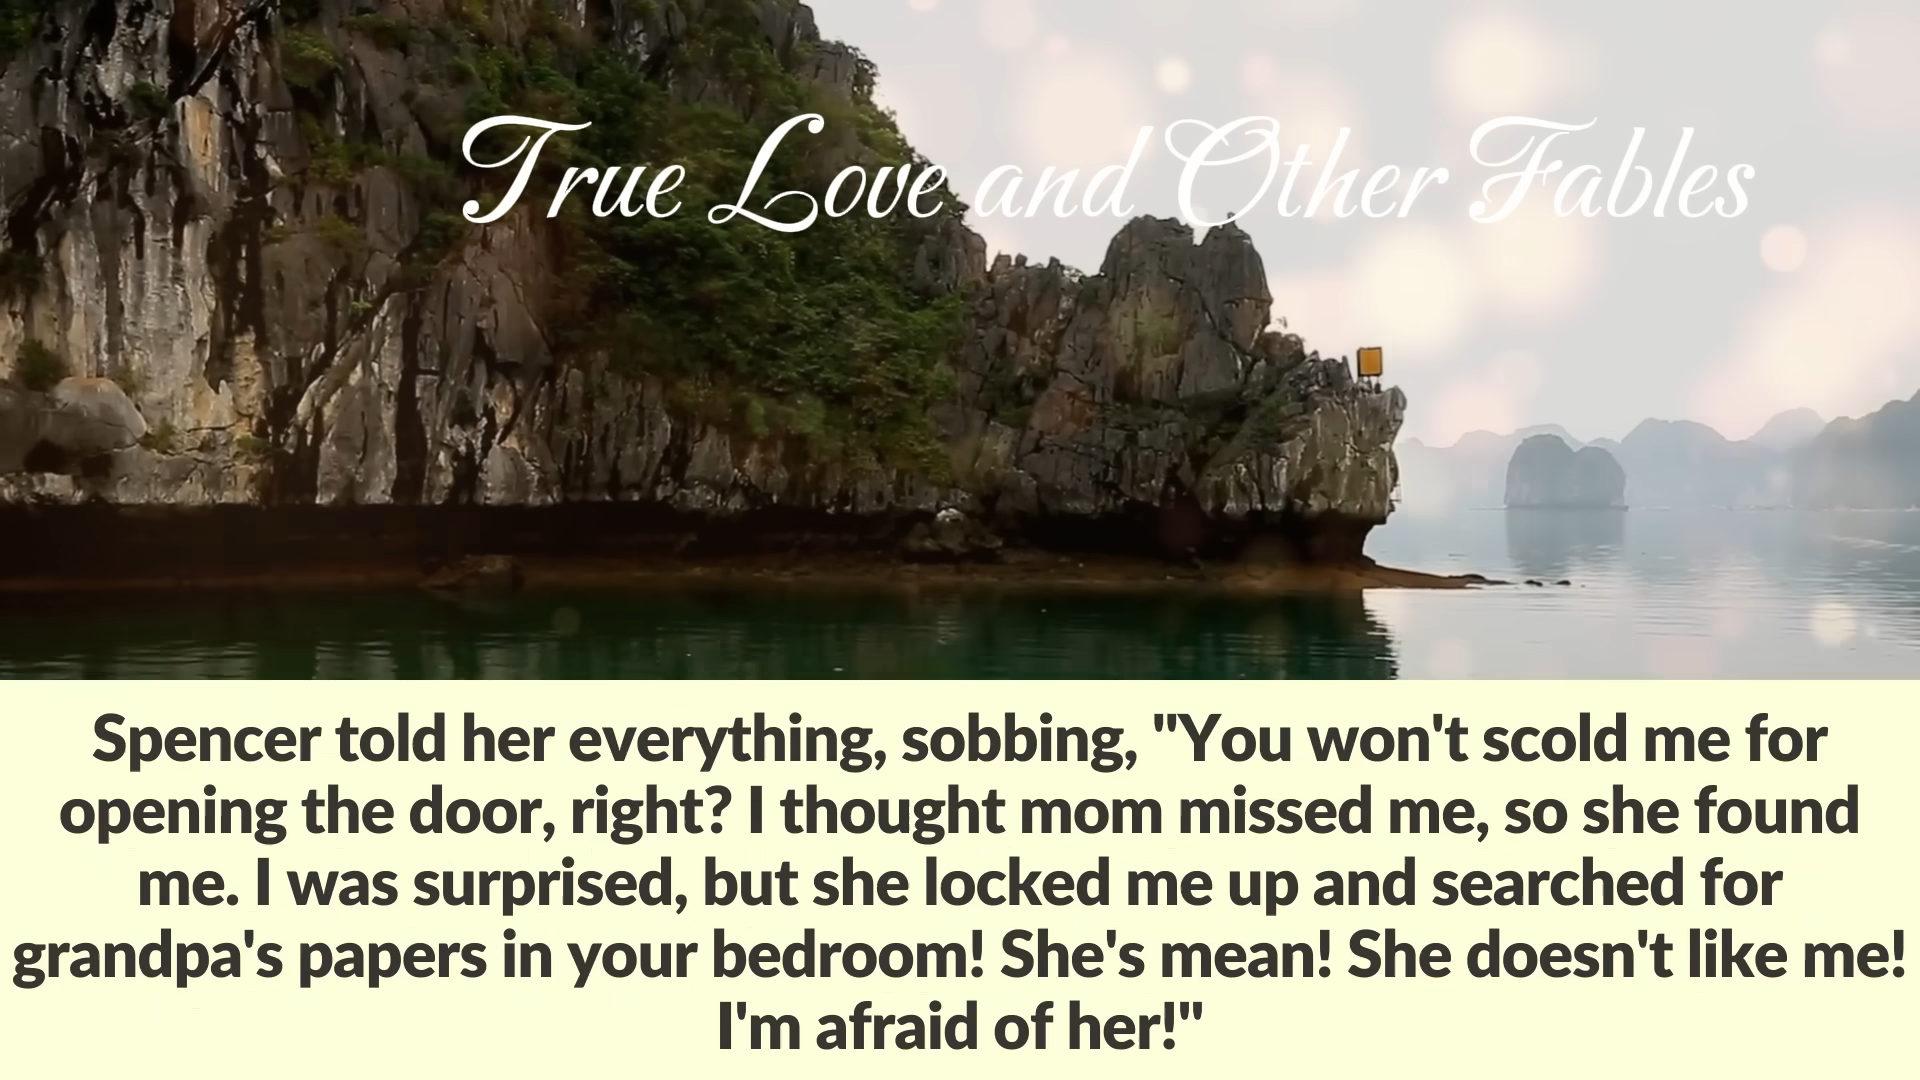 True Love and Other Fables
Spencer told her everything, sobbing, "You won't scold me for
opening the door, right? I thought mom missed me, so she found
me. I was surprised, but she locked me up and searched for
grandpa's papers in your bedroom! She's mean! She doesn't like me!
I'm afraid of her!"